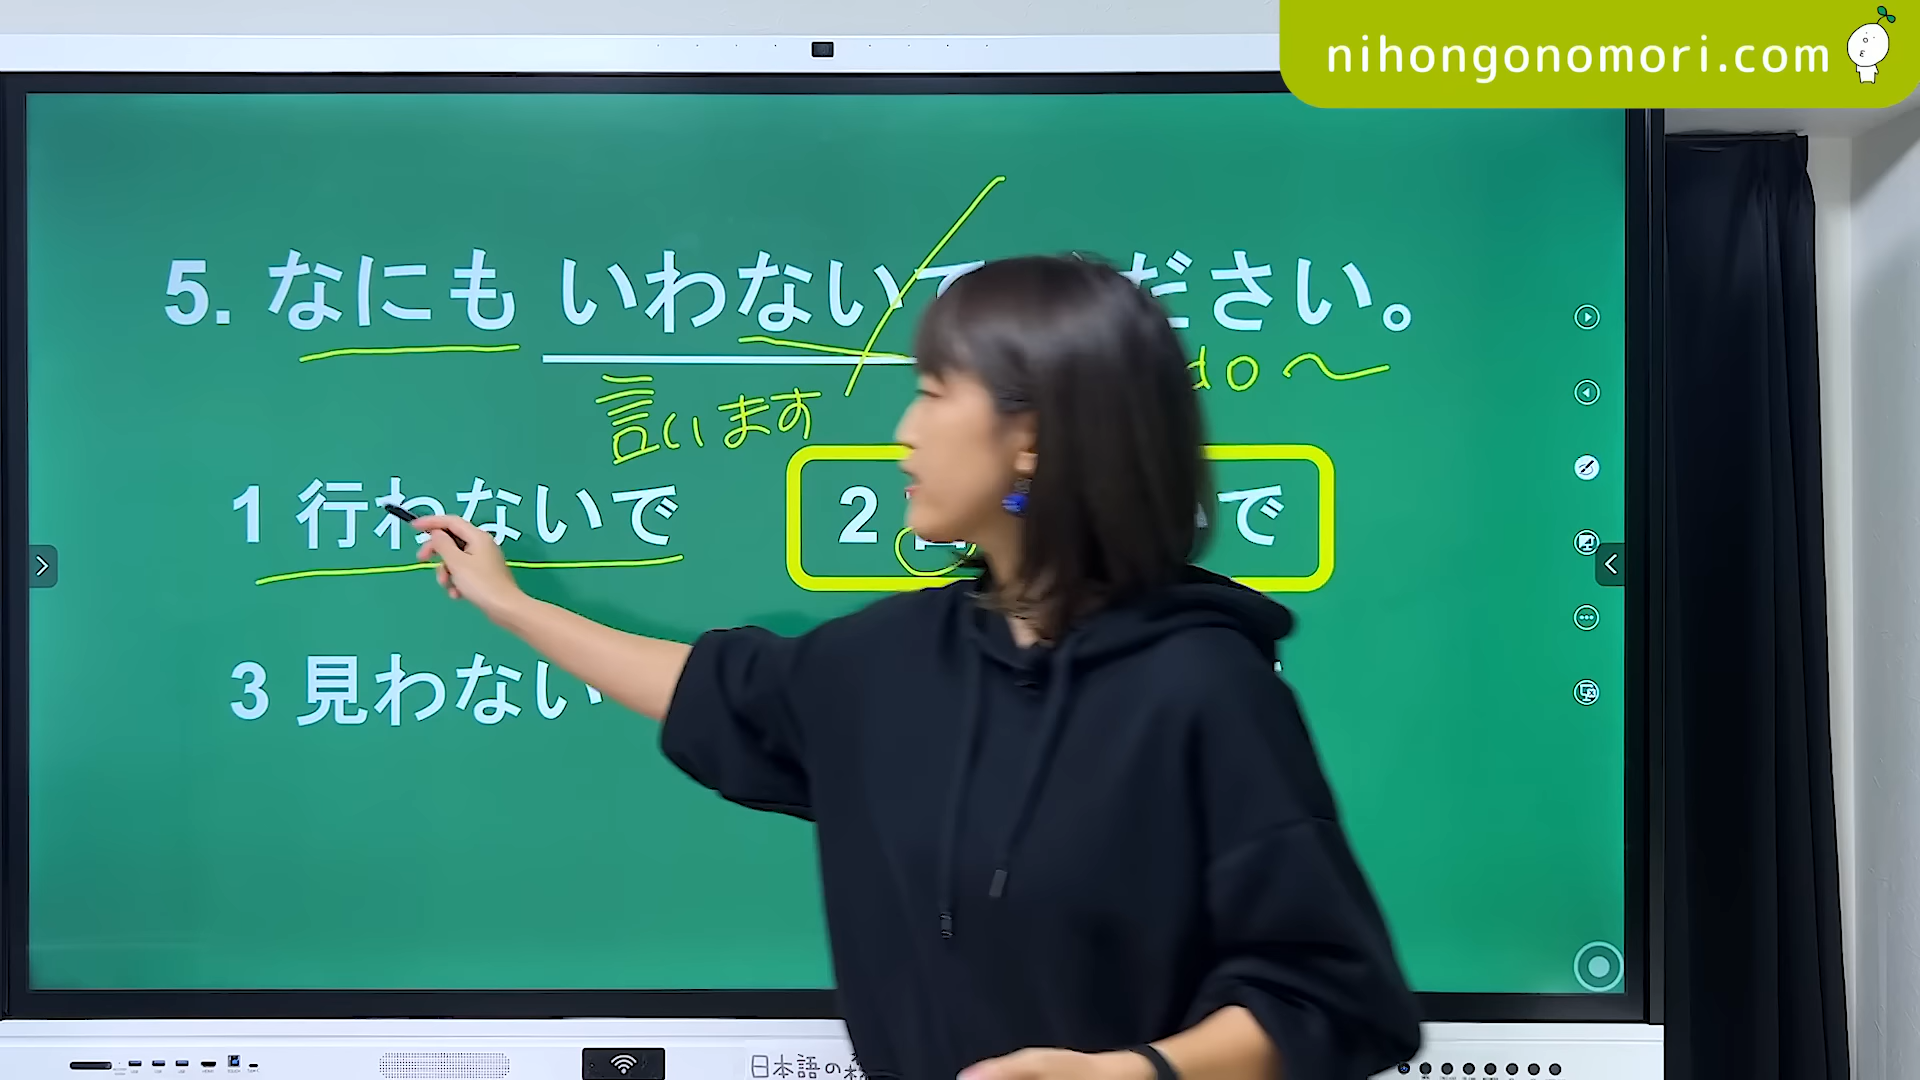 nihongonomori.com
5. なにも いわないで ださい。
do ～
言います
1 行わないで
2 で
3 見わない
日本語の